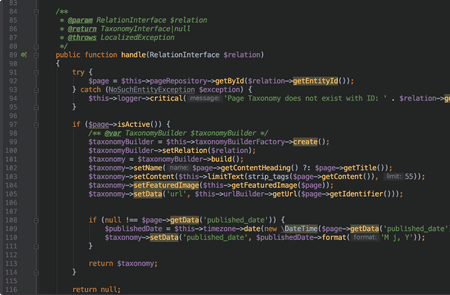 83
84 /**
85 * @param RelationInterface $relation
86 * @return TaxonomyInterface|null
87 * @throws LocalizedException
88 */
89 public function handle(RelationInterface $relation)
90 {
91 try {
92 $page = $this->pageRepository->getById($relation->getEntityId());
93 } catch (NoSuchEntityException $exception) {
94 $this->logger->critical( message: 'Page Taxonomy does not exist with ID: ' . $relation->
95 }
96
97 if ($page->isActive()) {
98 /** @var TaxonomyBuilder $taxonomyBuilder */
99 $taxonomyBuilder = $this->taxonomyBuilderFactory->create();
100 $taxonomyBuilder->setRelation($relation);
101 $taxonomy = $taxonomyBuilder->build();
102 $taxonomy->setName( name: $page->getContentHeading() ?: $page->getTitle());
103 $taxonomy->setContent($this->limitText(strip_tags($page->getContent()), limit: 55));
104 $taxonomy->setFeaturedImage($this->getFeaturedImage($page));
105 $taxonomy->setData('url', $this->urlBuilder->getUrl($page->getIdentifier()));
106
107
108 if (null !== $page->getData('published_date')) {
109 $publishedDate = $this->timezone->date(new \DateTime($page->getData('published_date'
110 $taxonomy->setData('published_date', $publishedDate->format( format: 'M j, Y'));
111 }
112
113 return $taxonomy;
114 }
115
116 return null;